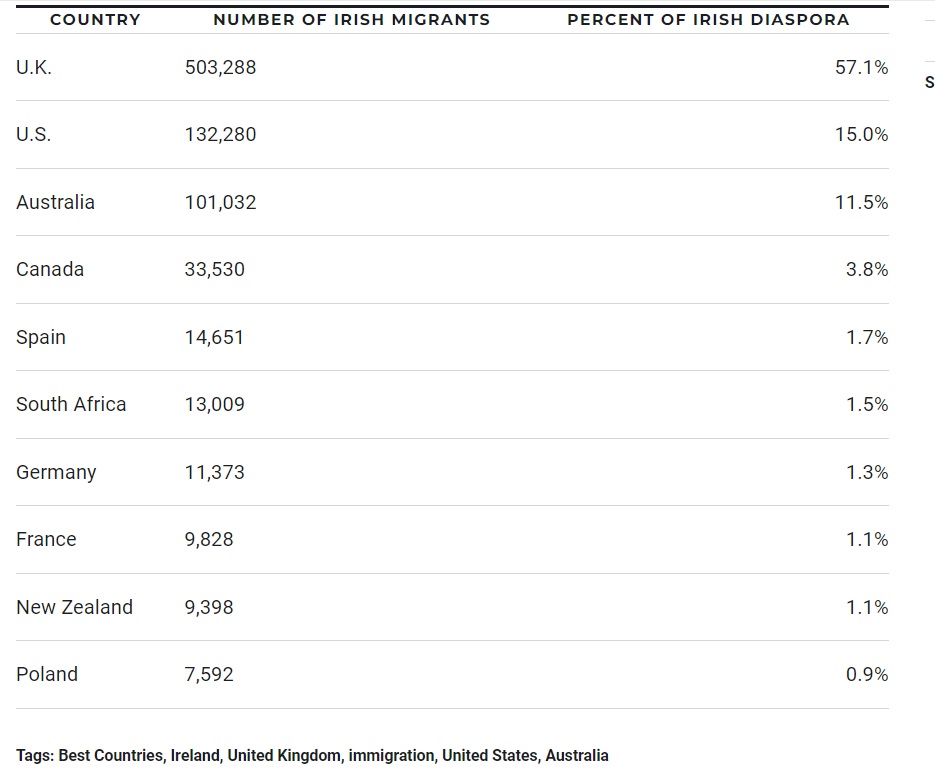 COUNTRY NUMBER OF IRISH MIGRANTS PERCENT OF IRISH DIASPORA
U.K. 503,288 57.1%
S
U.S. 132,280 15.0%
Australia 101,032 11.5%
Canada 33,530 3.8%
Spain 14,651 1.7%
South Africa 13,009 1.5%
Germany 11,373 1.3%
France 9,828 1.1%
New Zealand 9,398 1.1%
Poland 7,592 0.9%
Tags: Best Countries, Ireland, United Kingdom, immigration, United States, Australia